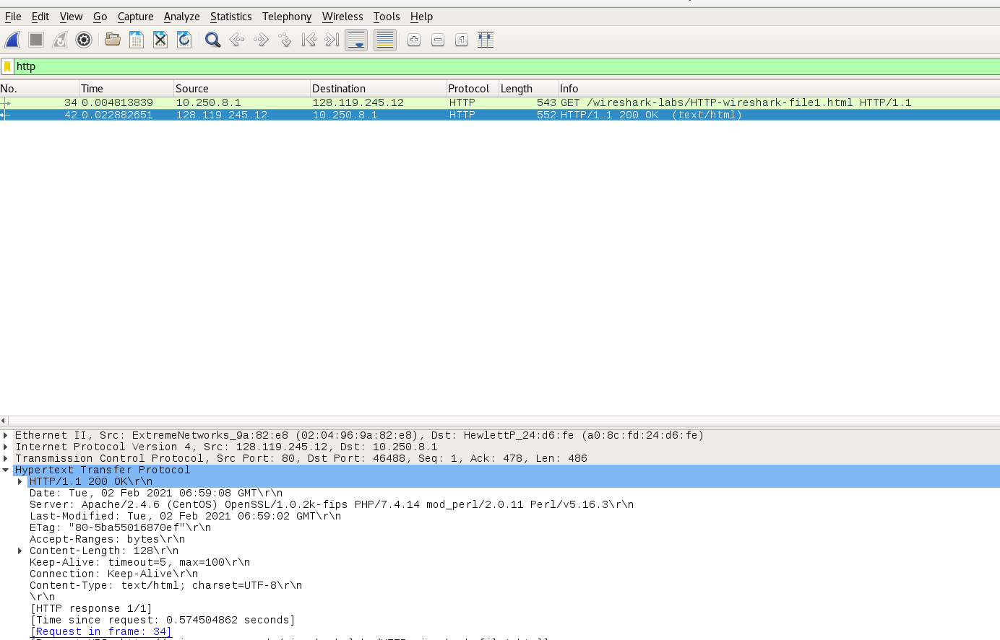 File Edit View Go Capture Analyze Statistics Telephony Wireless Tools Help
http
No. Time Source Destination Protocol Length Info
34 0.004813839 10.250.8.1 128.119.245.12 HTTP 543 GET /wireshark-labs/HTTP-wireshark-file1.html HTTP/1.1
42 0.022882651 128.119.245.12 10.250.8.1 HTTP 552 HTTP/1.1 200 OK (text/html)
Ethernet II, Src: ExtremeNetworks_9a:82:e8 (02:04:96:9a:82:e8), Dst: HewlettP_24:d6:fe (a0:8c:fd:24:d6:fe)
Internet Protocol Version 4, Src: 128.119.245.12, Dst: 10.250.8.1
Transmission Control Protocol, Src Port: 80, Dst Port: 46488, Seq: 1, Ack: 478, Len: 486
Hypertext Transfer Protocol
HTTP/1.1 200 OK\r\n
Date: Tue, 02 Feb 2021 06:59:08 GMT\r\n
Server: Apache/2.4.6 (CentOS) OpenSSL/1.0.2k-fips PHP/7.4.14 mod_perl/2.0.11 Perl/v5.16.3\r\n
Last-Modified: Tue, 02 Feb 2021 06:59:02 GMT\r\n
ETag: "80-5ba55016870ef"\r\n
Accept-Ranges: bytes\r\n
Content-Length: 128\r\n
Keep-Alive: timeout=5, max=100\r\n
Connection: Keep-Alive\r\n
Content-Type: text/html; charset=UTF-8\r\n
\r\n
[HTTP response 1/1]
[Time since request: 0.574504862 seconds]
[Request in frame: 34]